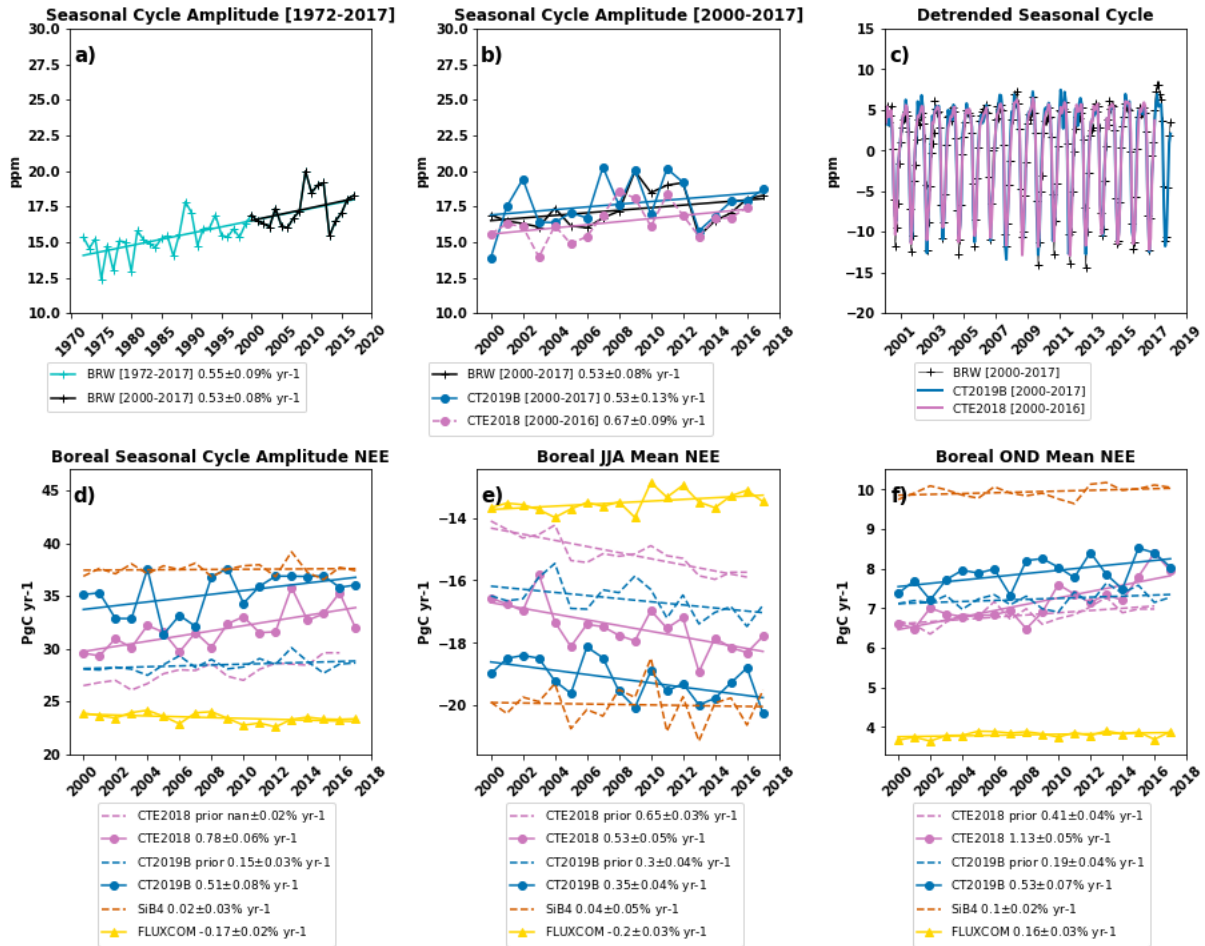 Seasonal Cycle Amplitude [1972-2017]
a)
ppm
30.0
27.5
25.0
22.5
20.0
17.5
15.0
12.5
10.0
1970
1975
1980
1985
1990
1995
2000
2005
2010
2015
2020
BRW [1972-2017] 0.55±0.09% yr-1
BRW [2000-2017] 0.53±0.08% yr-1
Seasonal Cycle Amplitude [2000-2017]
b)
ppm
30.0
27.5
25.0
22.5
20.0
17.5
15.0
12.5
10.0
2000
2002
2004
2006
2008
2010
2012
2014
2016
2018
BRW [2000-2017] 0.53±0.08% yr-1
CT2019B [2000-2017] 0.53±0.13% yr-1
CTE2018 [2000-2016] 0.67±0.09% yr-1
Detrended Seasonal Cycle
c)
ppm
15
10
5
0
−5
−10
−15
−20
2001
2003
2005
2007
2009
2011
2013
2015
2017
2019
BRW [2000-2017]
CT2019B [2000-2017]
CTE2018 [2000-2016]
Boreal Seasonal Cycle Amplitude NEE
d)
PgC yr-1
45
40
35
30
25
20
2000
2002
2004
2006
2008
2010
2012
2014
2016
2018
CTE2018 prior nan±0.02% yr-1
CTE2018 0.78±0.06% yr-1
CT2019B prior 0.15±0.03% yr-1
CT2019B 0.51±0.08% yr-1
SiB4 0.02±0.03% yr-1
FLUXCOM -0.17±0.02% yr-1
Boreal JJA Mean NEE
e)
PgC yr-1
−14
−16
−18
−20
2000
2002
2004
2006
2008
2010
2012
2014
2016
2018
CTE2018 prior 0.65±0.03% yr-1
CTE2018 0.53±0.05% yr-1
CT2019B prior 0.3±0.04% yr-1
CT2019B 0.35±0.04% yr-1
SiB4 0.04±0.05% yr-1
FLUXCOM -0.2±0.03% yr-1
Boreal OND Mean NEE
f)
PgC yr-1
10
9
8
7
6
5
4
2000
2002
2004
2006
2008
2010
2012
2014
2016
2018
CTE2018 prior 0.41±0.04% yr-1
CTE2018 1.13±0.05% yr-1
CT2019B prior 0.19±0.04% yr-1
CT2019B 0.53±0.07% yr-1
SiB4 0.1±0.02% yr-1
FLUXCOM 0.16±0.03% yr-1